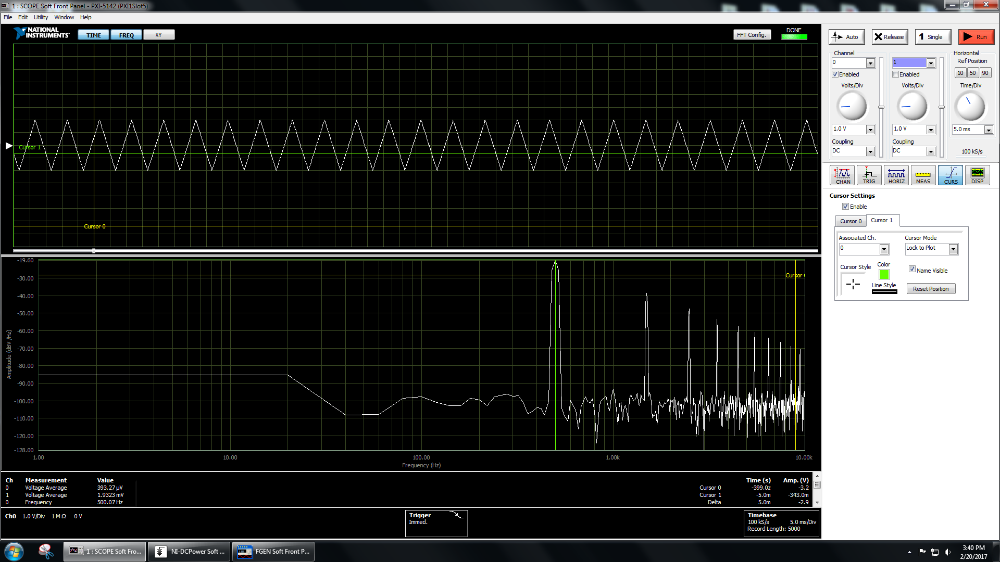 1 : SCOPE Soft Front Panel - PXI-5142 (PXI1Slot5)
File Edit Utility Window Help
NATIONAL INSTRUMENTS
TIME FREQ XY FFT Config. DONE
Auto Release 1 Single Run
Channel
Horizontal
0 1 Ref Position
Enabled Enabled 10 50 90
Volts/Div Volts/Div Time/Div
1.0 V 1.0 V 5.0 ms
Coupling Coupling
DC DC 100 kS/s
CHAN TRIG HORIZ MEAS CURS DISP
Cursor Settings
Enable
Cursor 0 Cursor 1
Associated Ch. Cursor Mode
0 Lock to Plot
Cursor Style Color Name Visible
Line Style Reset Position
Cursor 1
Cursor 0
-19.60
-30.00
-40.00
-50.00
-60.00
-70.00
-80.00
-90.00
-100.00
-110.00
-120.00
-128.00
Amplitude (dBV /Hz)
Cursor
1.00 10.00 100.00 1.00k 10.00k
Frequency (Hz)
Ch Measurement Value Time (s) Amp. (V)
0 Voltage Average 393.27 µV Cursor 0 -399.0z -3.2
1 Voltage Average 1.9323 mV Cursor 1 -5.0m -343.0m
0 Frequency 500.07 Hz Delta 5.0m -2.9
Ch0 1.0 V/Div 1 M Ω 0 V
Trigger
Immed.
Timebase
100 kS/s 5.0 ms/Div
Record Length: 5000
1 : SCOPE Soft Fro... NI-DCPower Soft ... FGEN Soft Front P...
3:40 PM
2/20/2017